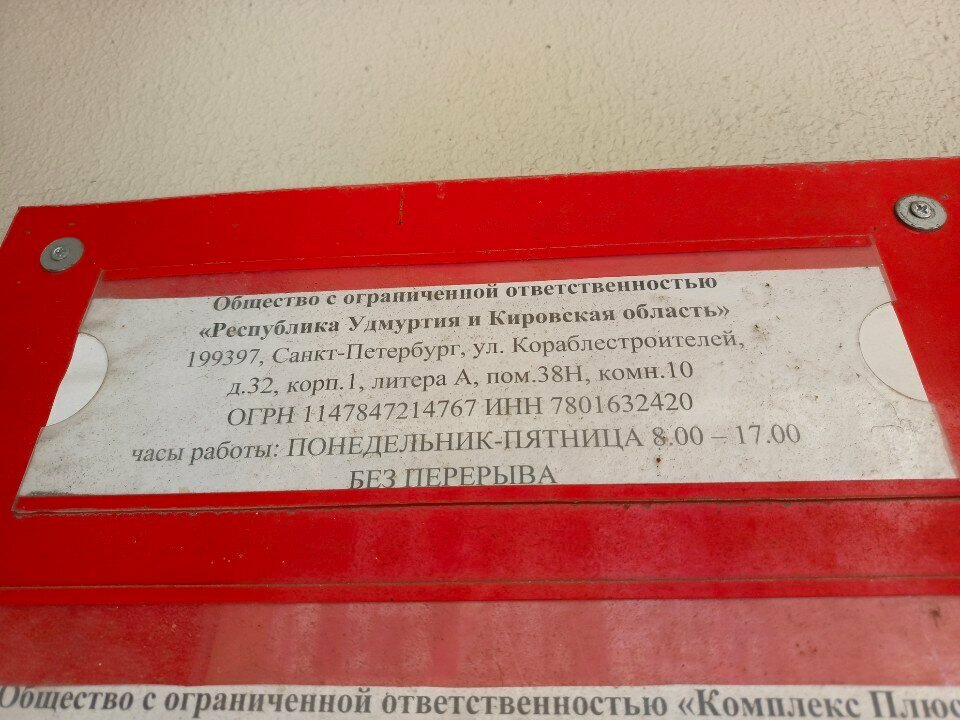 Общество с ограниченной ответственностью
«Республика Удмуртия и Кировская область»
199397, Санкт-Петербург, ул. Кораблестроителей,
д.32, корп.1, литера А, пом.38Н, комн.10
ОГРН 1147847214767 ИНН 7801632420
часы работы: ПОНЕДЕЛЬНИК-ПЯТНИЦА 8.00 – 17.00
БЕЗ ПЕРЕРЫВА
Общество с ограниченной ответственностью «Комплекс Плюс